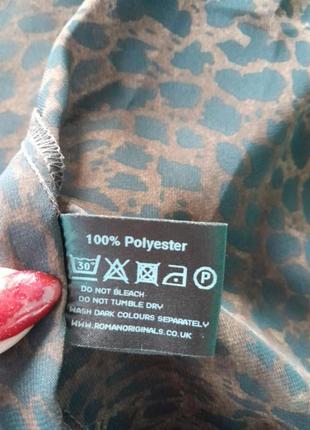 100% Polyester
30° P
DO NOT BLEACH
DO NOT TUMBLE DRY
WASH DARK COLOURS SEPARATELY
WWW.ROMANORIGINALS.CO.UK